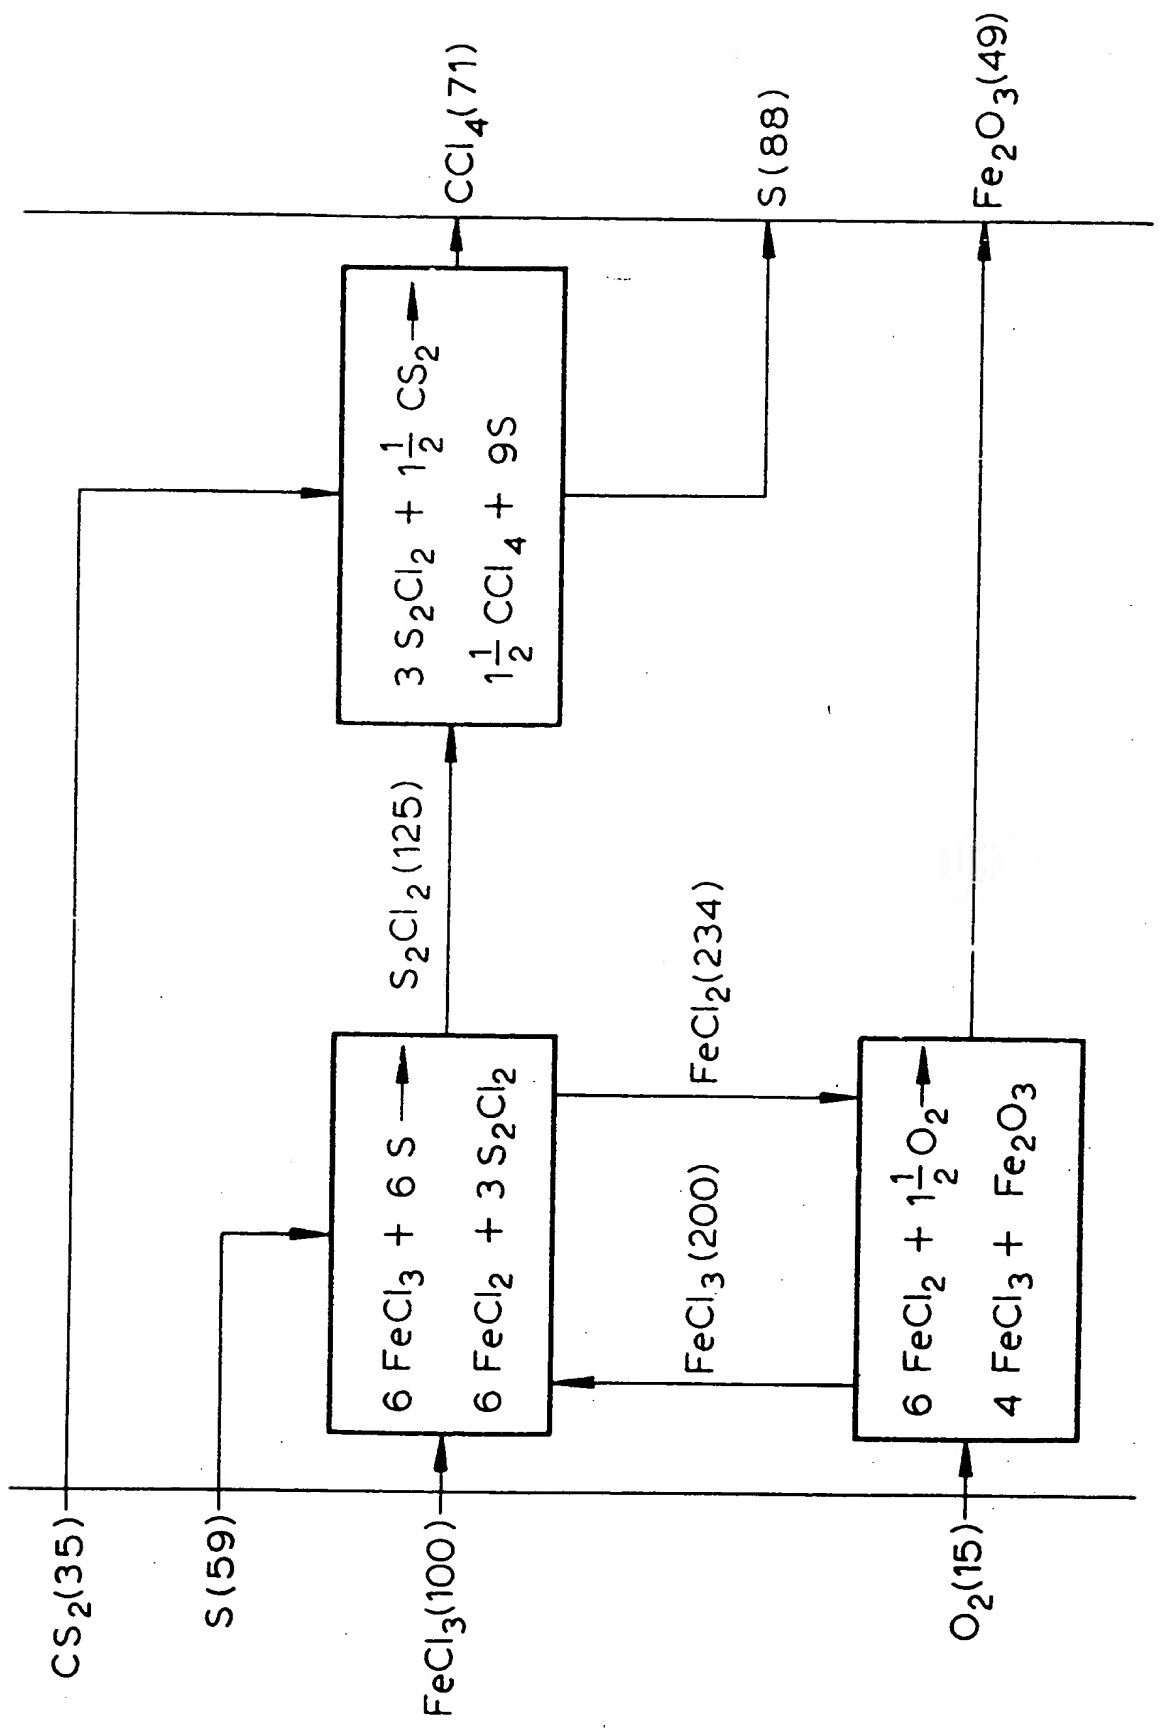 CS₂(35)
S(59)
FeCl₃(100)
O₂(15)
6 FeCl₃ + 6 S →
6 FeCl₂ + 3 S₂Cl₂
S₂Cl₂(125)
FeCl₃(200)
FeCl₂(234)
6 FeCl₂ + 1½ O₂ →
4 FeCl₃ + Fe₂O₃
3 S₂Cl₂ + 1½ CS₂ →
1½ CCl₄ + 9S
CCl₄(71)
S(88)
Fe₂O₃(49)